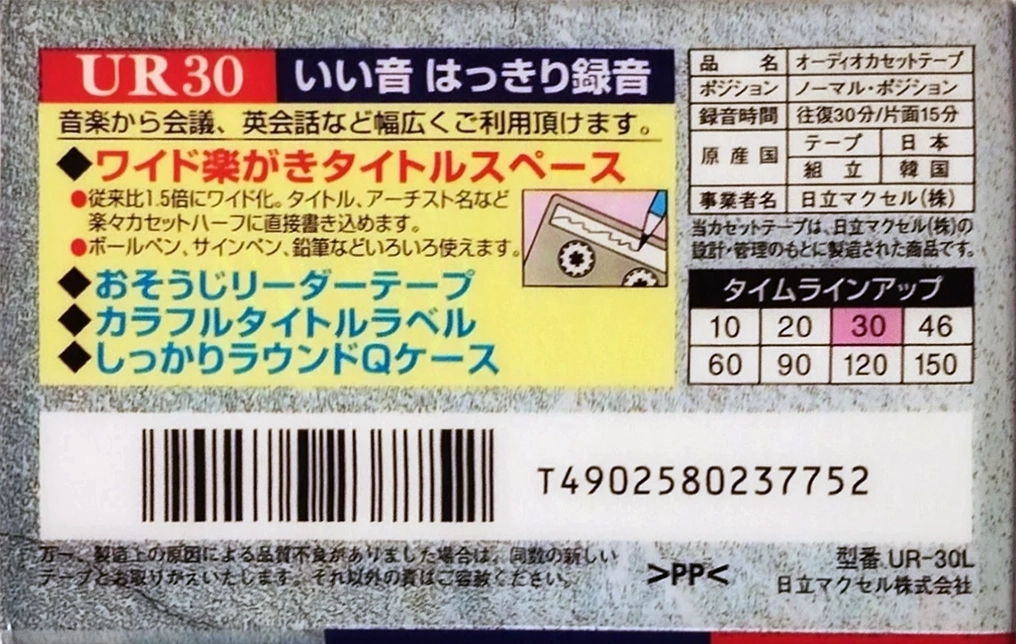 UR30 いい音 はっきり録音
音楽から会議、英会話など幅広くご利用頂けます。
◆ワイド楽がきタイトルスペース
●従来比1.5倍にワイド化。タイトル、アーチスト名など
楽々カセットハーフに直接書き込めます。
●ボールペン、サインペン、鉛筆などいろいろ使えます。
◆おそうじリーダーテープ
◆カラフルタイトルラベル
◆しっかりラウンドQケース
品名 オーディオカセットテープ
ポジション ノーマル・ポジション
録音時間 往復30分/片面15分
原産国 テープ 日本
組立 韓国
事業者名 日立マクセル(株)
当カセットテープは、日立マクセル(株)の
設計・管理のもとに製造された商品です。
タイムラインアップ
10 20 30 46
60 90 120 150
T4902580237752
万一、製造上の原因による品質不良がありました場合は、同数の新しい
テープとお取りかえいたします。それ以外の責はご容赦ください。
>PP<
型番 UR-30L
日立マクセル株式会社